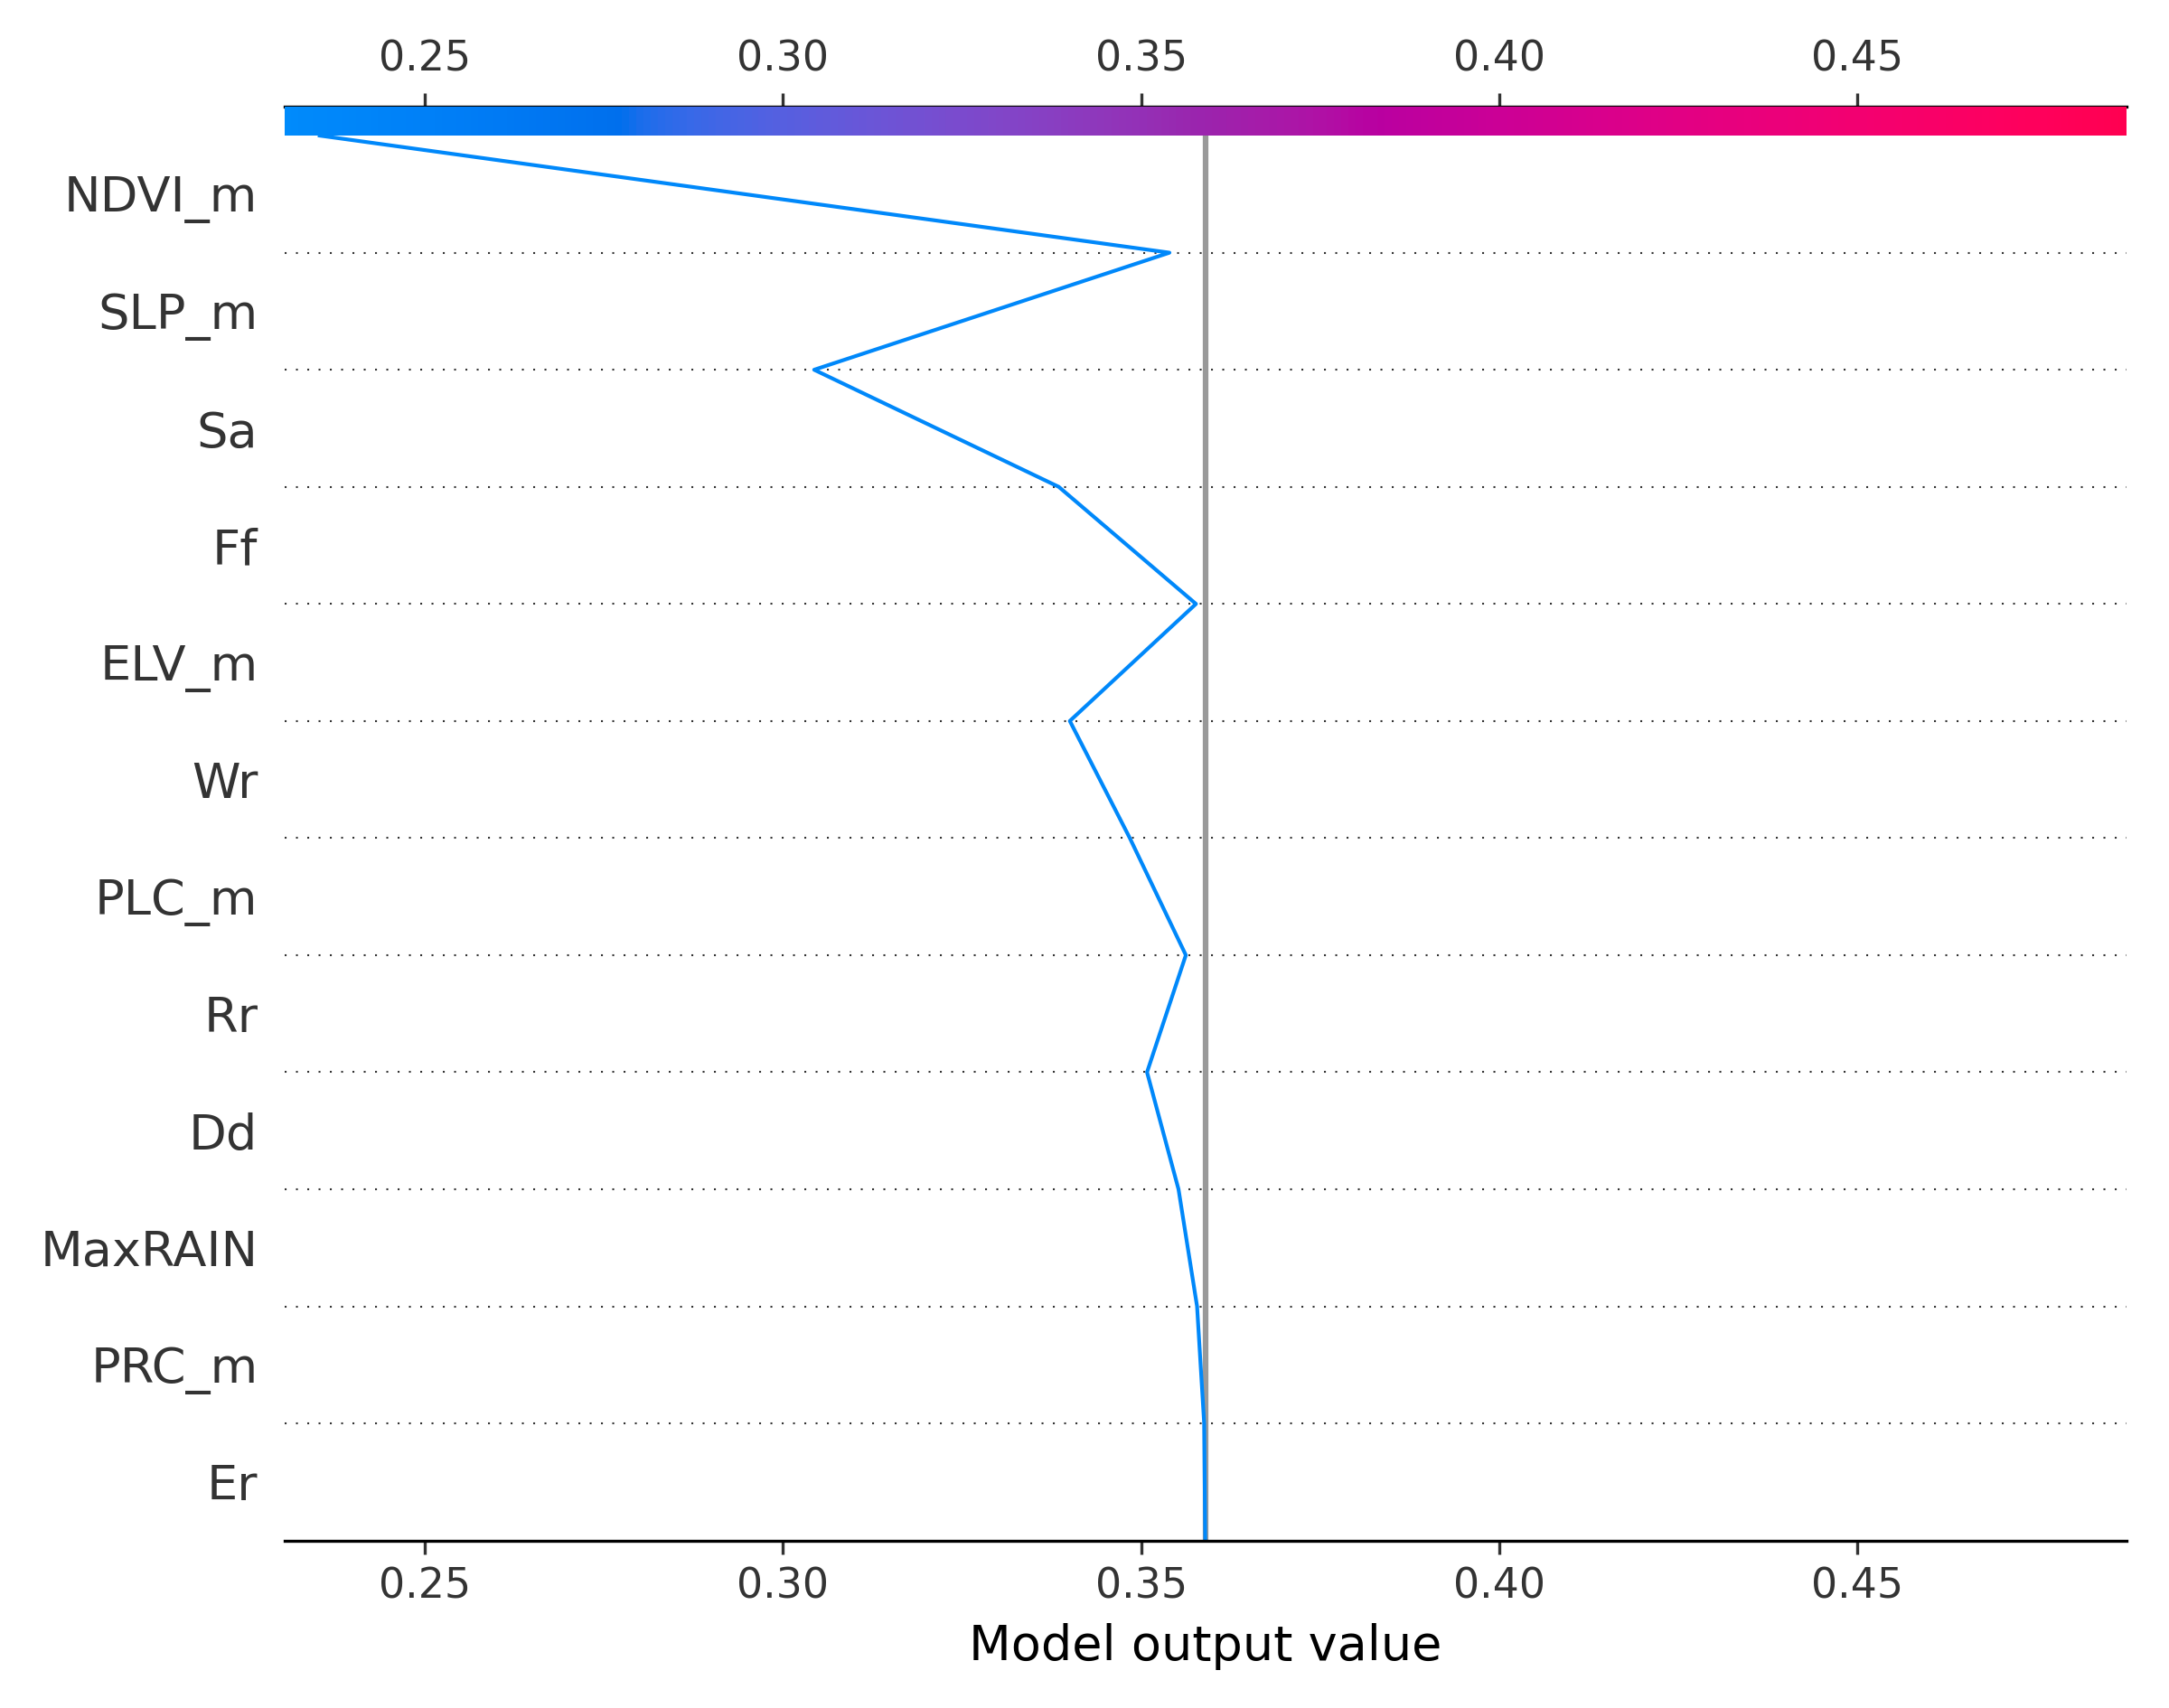 0.25 0.30 0.35 0.40 0.45
NDVI_m
SLP_m
Sa
Ff
ELV_m
Wr
PLC_m
Rr
Dd
MaxRAIN
PRC_m
Er
0.25 0.30 0.35 0.40 0.45
Model output value